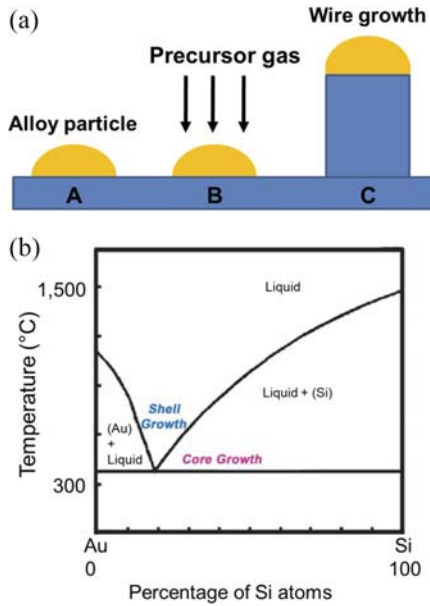 (a)
Wire growth
Precursor gas
Alloy particle
A
B
C
(b)
1,500
Liquid
Temperature (°C)
Shell
Growth
Liquid + (Si)
(Au)
+
Liquid
Core Growth
300
Au
Si
0
100
Percentage of Si atoms